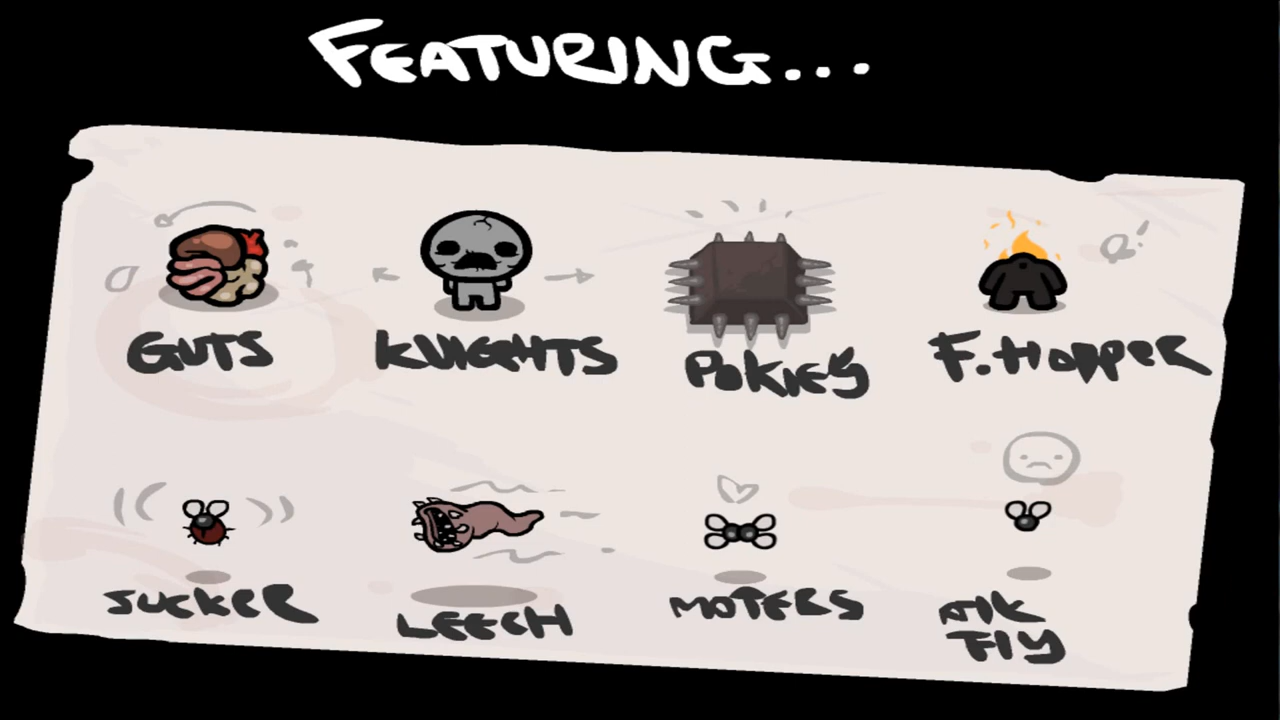 FEATURING...
GUTS
KNIGHTS
POKIES
F. HOPPER
SUCKER
LEECH
MOTERS
ATK
FLY